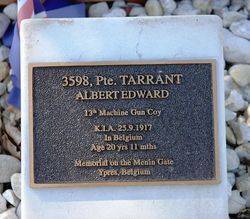 3598, Pte. TARRANT
ALBERT EDWARD
13th Machine Gun Coy
K.I.A. 25.9.1917
In Belgium
Age 20 yrs 11 mths
Memorial on the Menin Gate
Ypres, Belgium